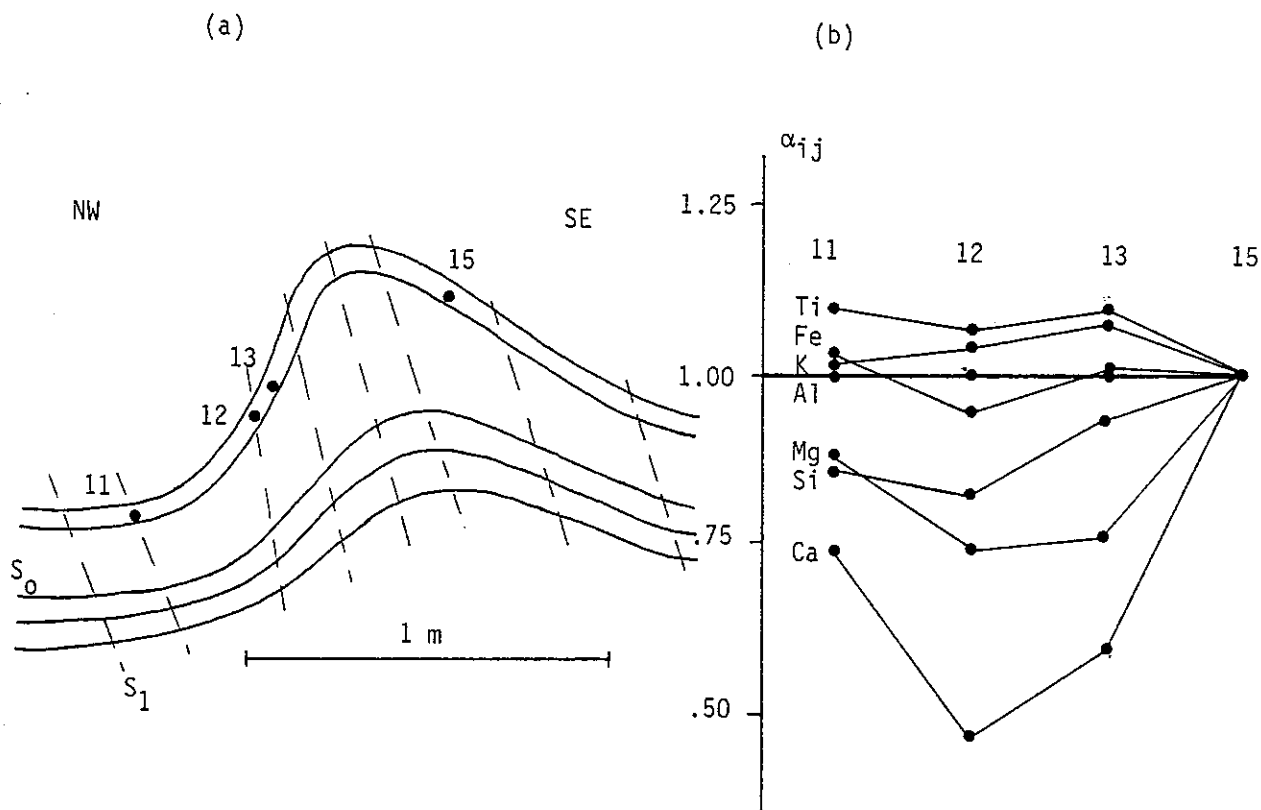 (a)
(b)
NW
SE
15
13
12
11
S₀
S₁
1 m
αij
1.25
1.00
.75
.50
11 12 13 15
Ti
Fe
K
Al
Mg
Si
Ca